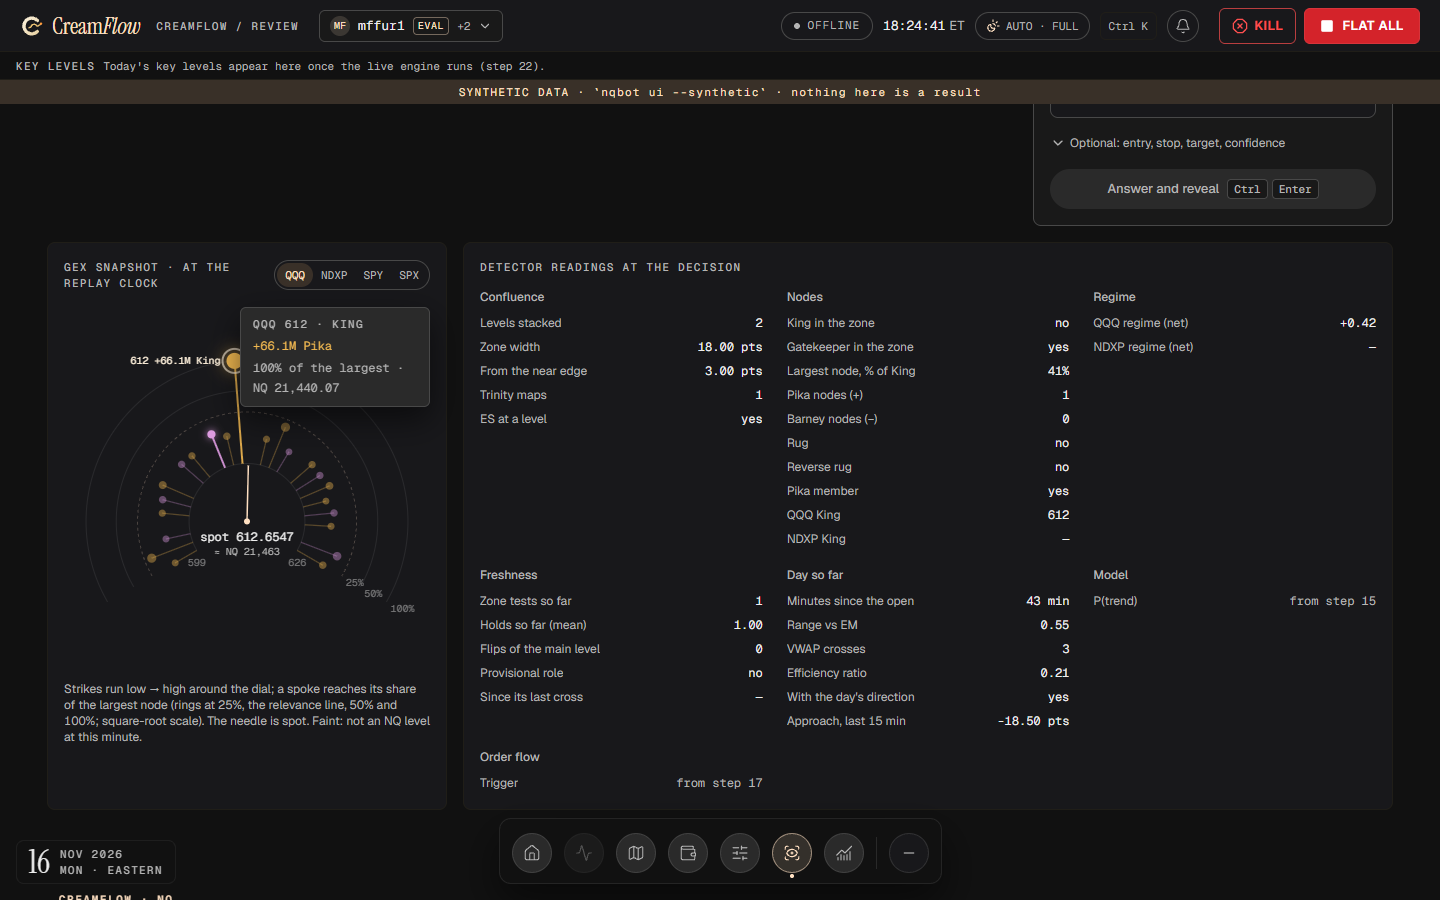 CreamFlow CREAMFLOW / REVIEW MF mffur1 EVAL +2 OFFLINE 18:24:41 ET AUTO · FULL Ctrl K KILL FLAT ALL
KEY LEVELS Today's key levels appear here once the live engine runs (step 22).
SYNTHETIC DATA · `nqbot ui --synthetic` · nothing here is a result
Optional: entry, stop, target, confidence
Answer and reveal Ctrl Enter
GEX SNAPSHOT · AT THE
REPLAY CLOCK
QQQ NDXP SPY SPX
QQQ 612 · KING
+66.1M Pika
100% of the largest ·
NQ 21,440.07
612 +66.1M King
spot 612.6547
≈ NQ 21,463
599 626
25%
50%
100%
Strikes run low → high around the dial; a spoke reaches its share
of the largest node (rings at 25%, the relevance line, 50% and
100%; square-root scale). The needle is spot. Faint: not an NQ level
at this minute.
DETECTOR READINGS AT THE DECISION
Confluence
Levels stacked 2
Zone width 18.00 pts
From the near edge 3.00 pts
Trinity maps 1
ES at a level yes
Nodes
King in the zone no
Gatekeeper in the zone yes
Largest node, % of King 41%
Pika nodes (+) 1
Barney nodes (−) 0
Rug no
Reverse rug no
Pika member yes
QQQ King 612
NDXP King —
Regime
QQQ regime (net) +0.42
NDXP regime (net) —
Freshness
Zone tests so far 1
Holds so far (mean) 1.00
Flips of the main level 0
Provisional role no
Since its last cross —
Day so far
Minutes since the open 43 min
Range vs EM 0.55
VWAP crosses 3
Efficiency ratio 0.21
With the day's direction yes
Approach, last 15 min −18.50 pts
Model
P(trend) from step 15
Order flow
Trigger from step 17
16 NOV 2026
MON · EASTERN
CREAMFLOW · NO